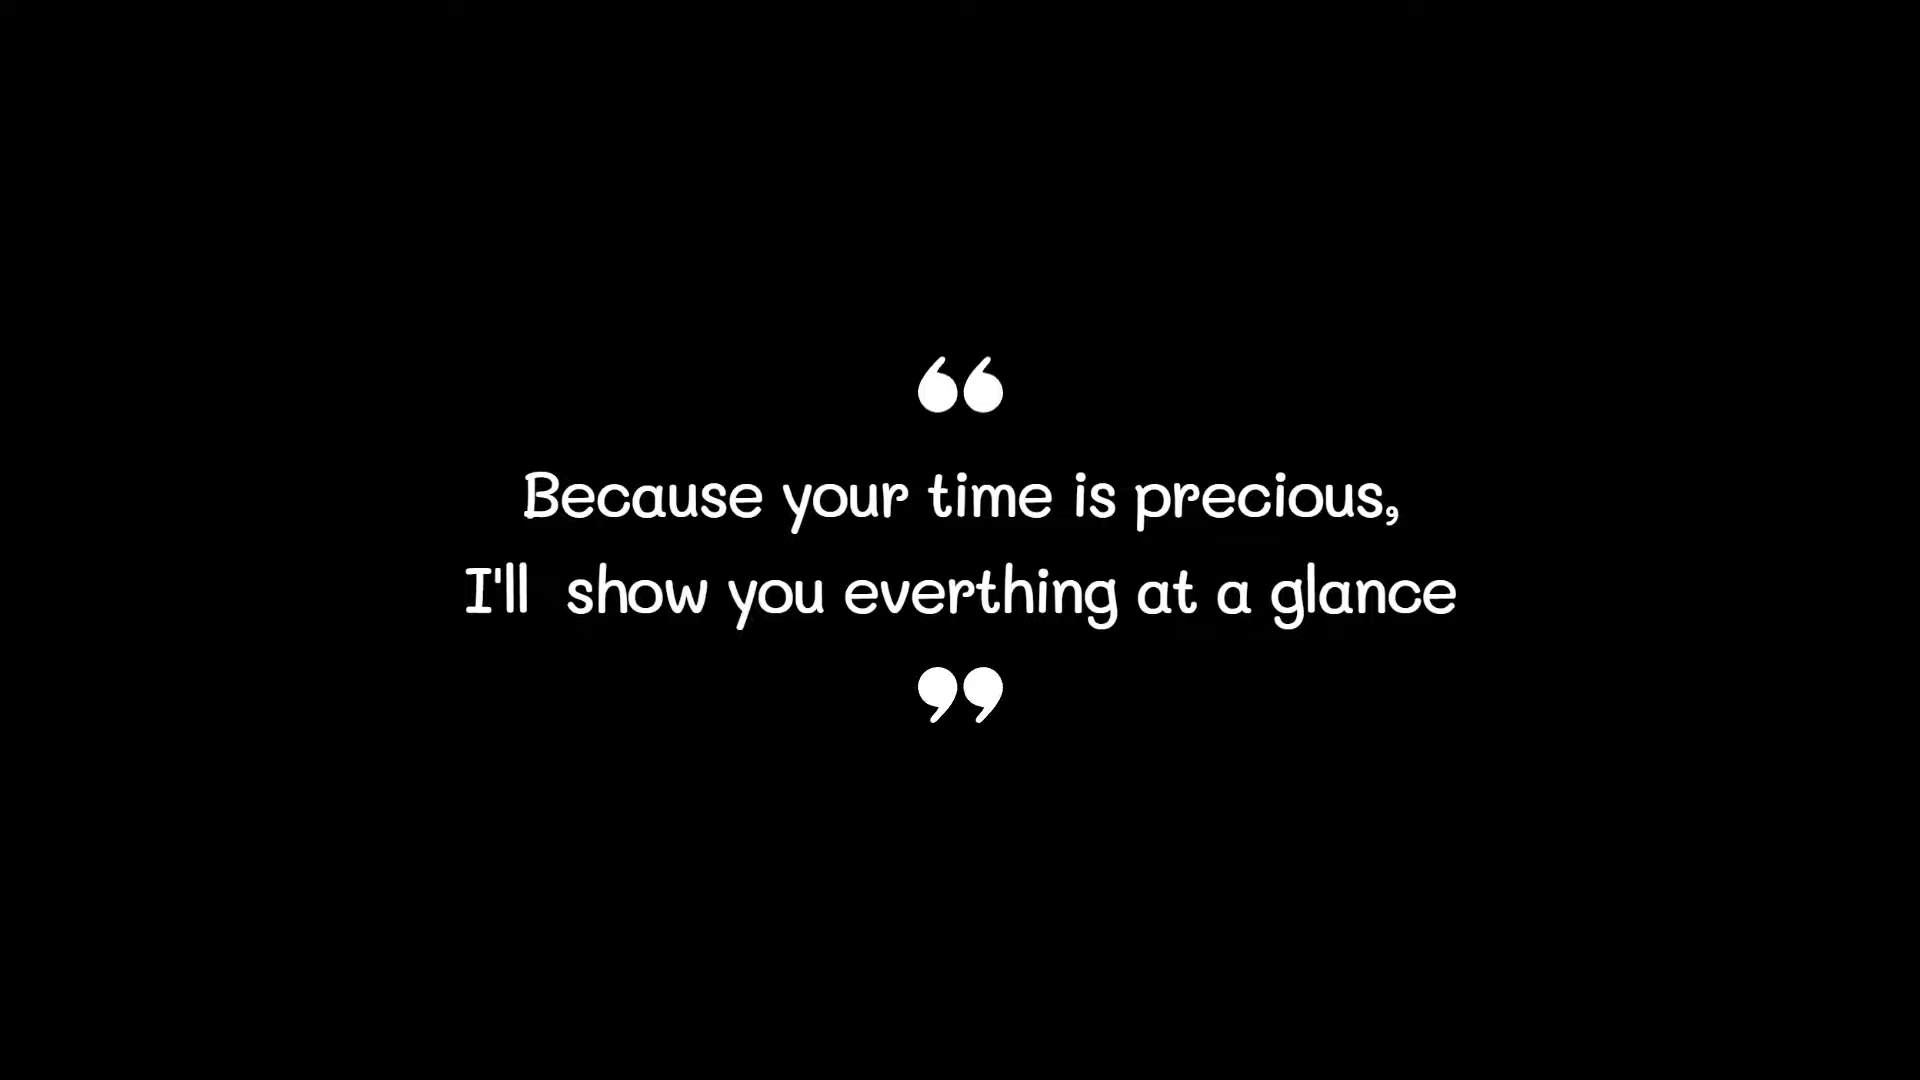 “
Because your time is precious,
I'll  show you everthing at a glance
”